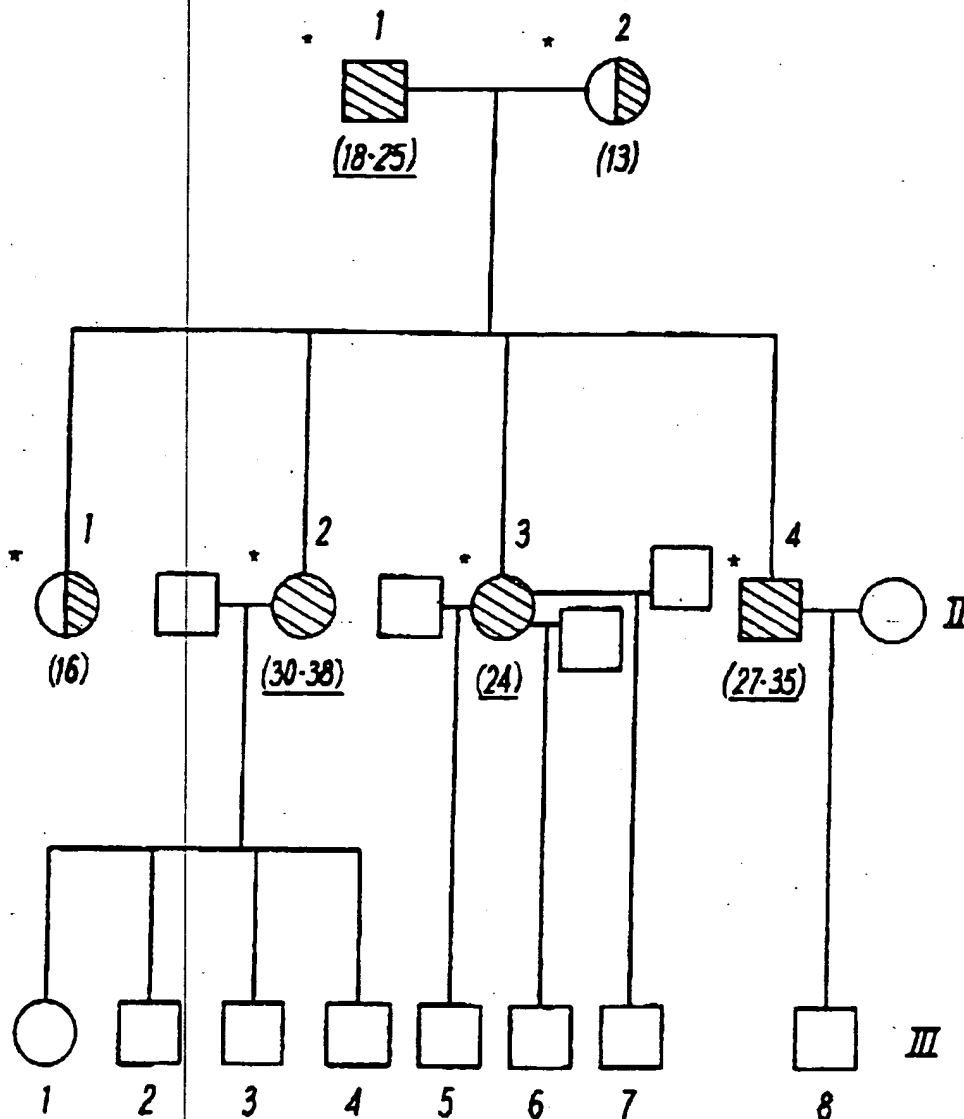 * 1 * 2
(18-25) (13)
* 1 * 2 * 3 * 4
II
(16) (30-38) (24) (27-35)
III
1 2 3 4 5 6 7 8